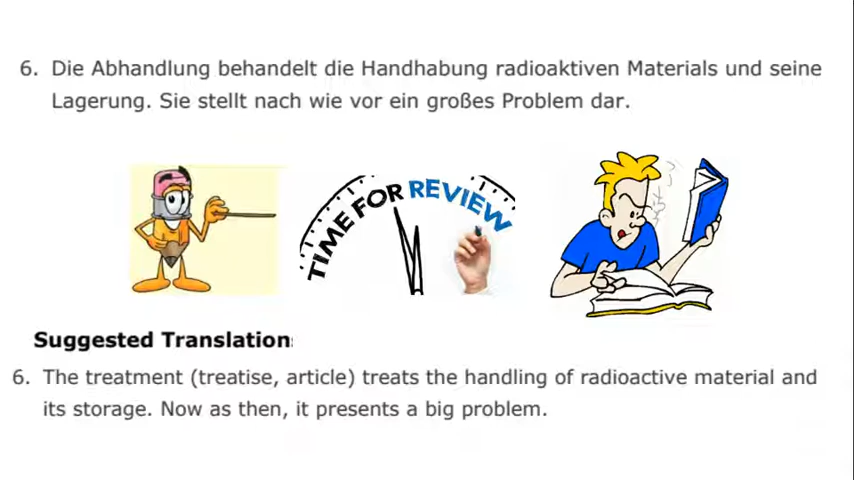 6. Die Abhandlung behandelt die Handhabung radioaktiven Materials und seine
Lagerung. Sie stellt nach wie vor ein großes Problem dar.
TIME FOR REVIEW
Suggested Translation:
6. The treatment (treatise, article) treats the handling of radioactive material and
its storage. Now as then, it presents a big problem.